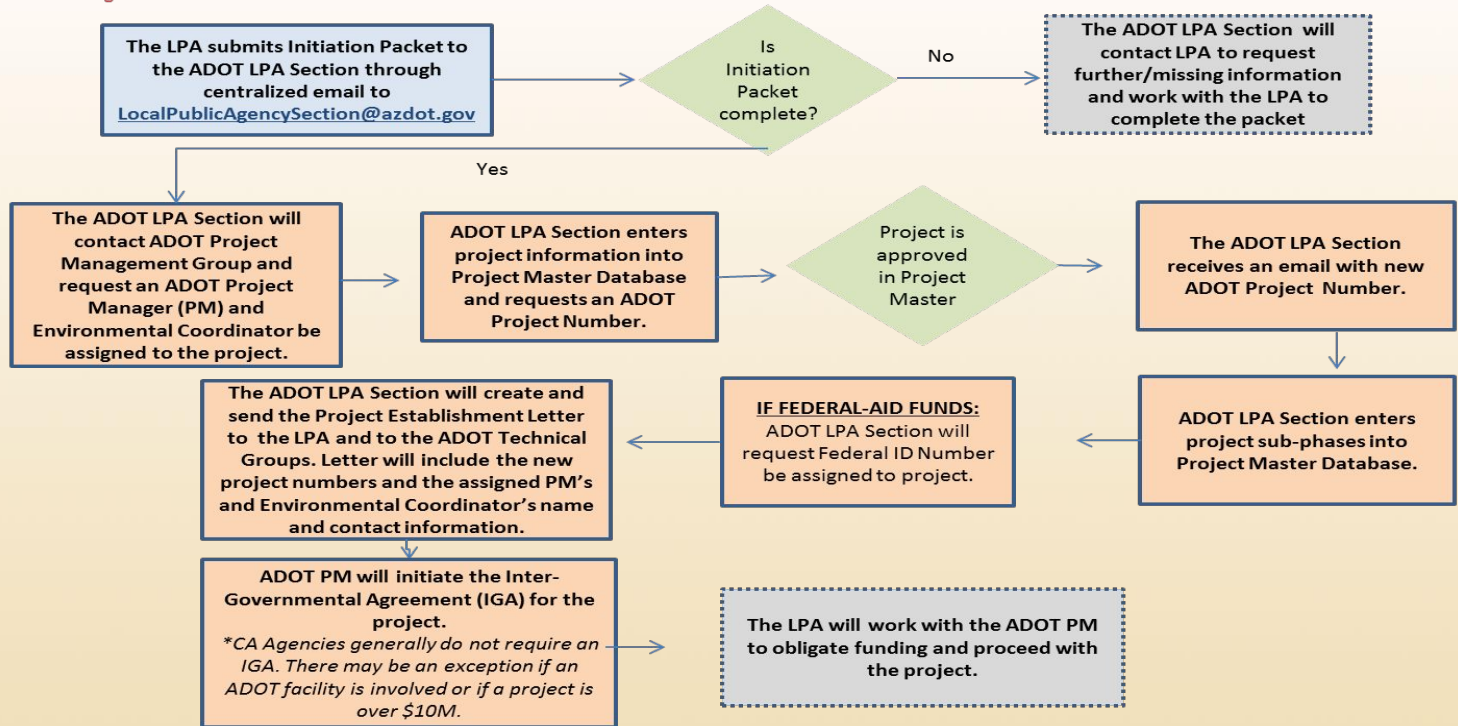 The LPA submits Initiation Packet to
the ADOT LPA Section through
centralized email to
LocalPublicAgencySection@azdot.gov
Is
Initiation
Packet
complete?
No
The ADOT LPA Section will
contact LPA to request
further/missing information
and work with the LPA to
complete the packet
Yes
The ADOT LPA Section will
contact ADOT Project
Management Group and
request an ADOT Project
Manager (PM) and
Environmental Coordinator be
assigned to the project.
ADOT LPA Section enters
project information into
Project Master Database
and requests an ADOT
Project Number.
Project is
approved
in Project
Master
The ADOT LPA Section
receives an email with new
ADOT Project Number.
ADOT LPA Section enters
project sub-phases into
Project Master Database.
IF FEDERAL-AID FUNDS:
ADOT LPA Section will
request Federal ID Number
be assigned to project.
The ADOT LPA Section will create and
send the Project Establishment Letter
to the LPA and to the ADOT Technical
Groups. Letter will include the new
project numbers and the assigned PM’s
and Environmental Coordinator’s name
and contact information.
ADOT PM will initiate the Inter-
Governmental Agreement (IGA) for the
project.
*CA Agencies generally do not require an
IGA. There may be an exception if an
ADOT facility is involved or if a project is
over $10M.
The LPA will work with the ADOT PM
to obligate funding and proceed with
the project.